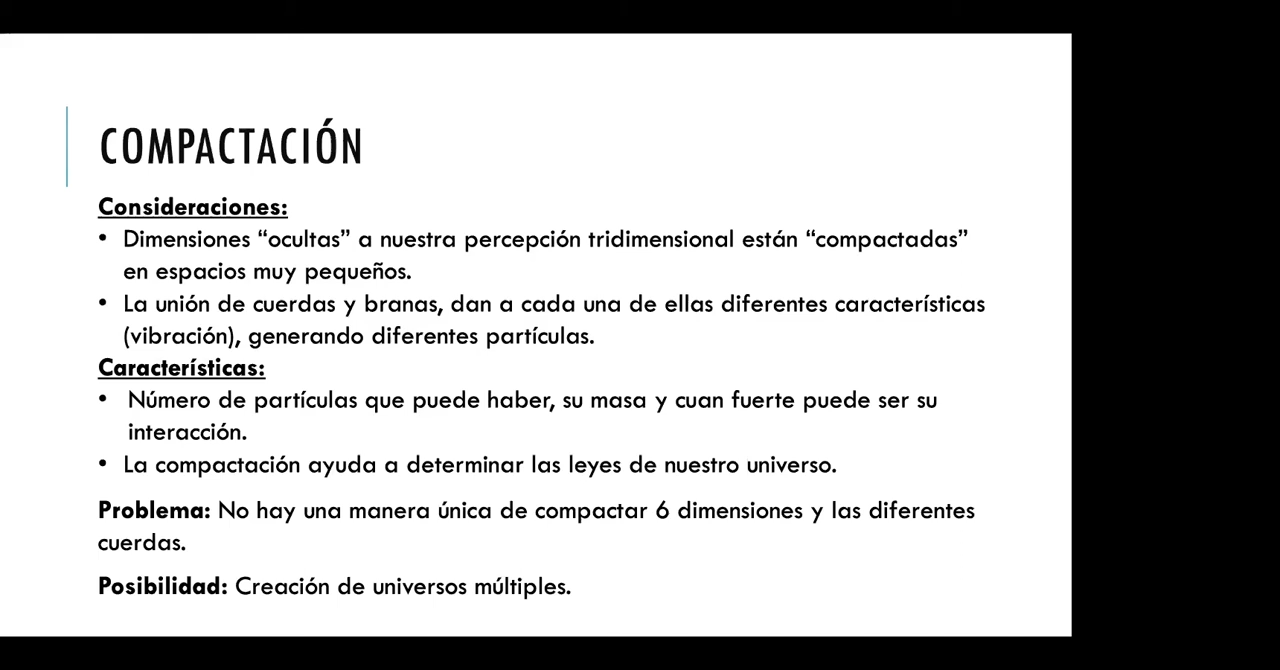 COMPACTACIÓN
Consideraciones:
• Dimensiones “ocultas” a nuestra percepción tridimensional están “compactadas”
en espacios muy pequeños.
• La unión de cuerdas y branas, dan a cada una de ellas diferentes características
(vibración), generando diferentes partículas.
Características:
• Número de partículas que puede haber, su masa y cuan fuerte puede ser su
interacción.
• La compactación ayuda a determinar las leyes de nuestro universo.
Problema: No hay una manera única de compactar 6 dimensiones y las diferentes
cuerdas.
Posibilidad: Creación de universos múltiples.